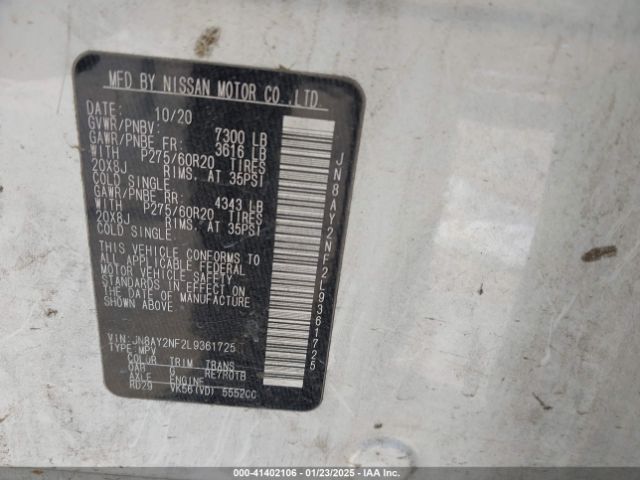 MFD BY NISSAN MOTOR CO.,LTD.
DATE: 10/20
GVWR/PNBV: 7300 LB
GAWR/PNBE FR: 3616 LB
WITH P275/60R20 TIRES
20X8J RIMS, AT 35PSI
COLD SINGLE
GAWR/PNBE RR: 4343 LB
WITH P275/60R20 TIRES
20X8J RIMS, AT 35PSI
COLD SINGLE
THIS VEHICLE CONFORMS TO
ALL APPLICABLE FEDERAL
MOTOR VEHICLE SAFETY
STANDARDS IN EFFECT ON
THE DATE OF MANUFACTURE
SHOWN ABOVE
VIN: JN8AY2NF2L9361725
TYPE: MPV
COLOR TRIM TRANS
QAB G RE7R01B
AXLE ENGINE
RD29 VK56(VD) 5552CC
JN8AY2NF2L9361725
000-41402106 - 01/23/2025 - IAA Inc.